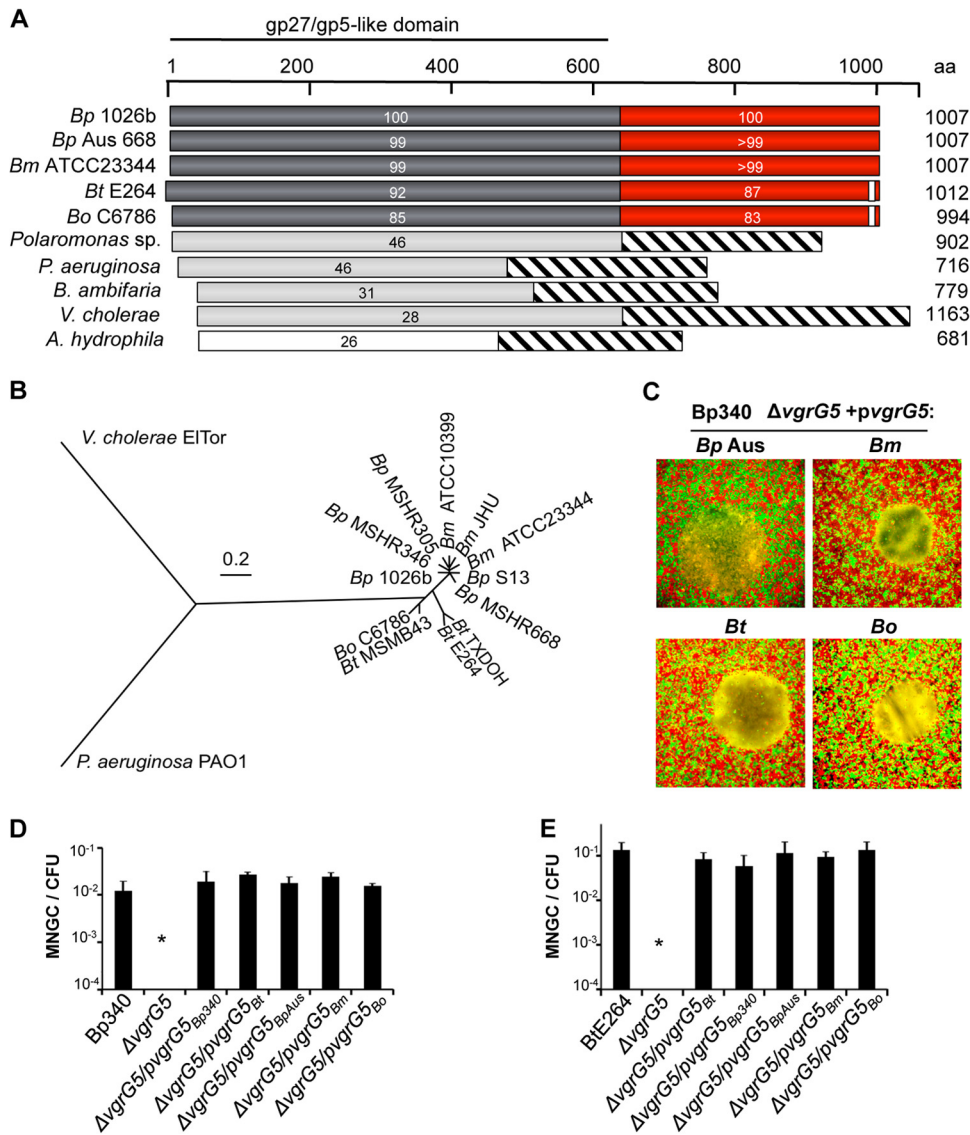 A
gp27/gp5-like domain
1 200 400 600 800 1000 aa
Bp 1026b 100 100 1007
Bp Aus 668 99 >99 1007
Bm ATCC23344 99 >99 1007
Bt E264 92 87 1012
Bo C6786 85 83 994
Polaromonas sp. 46 902
P. aeruginosa 46 716
B. ambifaria 31 779
V. cholerae 28 1163
A. hydrophila 26 681
B
V. cholerae ElTor
0.2
Bp 1026b
Bp MSHR346
Bp MSHR305
Bm ATCC10399
Bm JHU
Bm ATCC23344
Bp S13
Bp MSHR668
Bt TXDOH
Bt E264
Bt MSMB43
Bo C6786
P. aeruginosa PAO1
C
Bp340 ΔvgrG5 +pvgrG5:
Bp Aus Bm
Bt Bo
D
MNGC / CFU
10-1
10-2
10-3
10-4
*
Bp340
ΔvgrG5
ΔvgrG5/pvgrG5Bp340
ΔvgrG5/pvgrG5Bt
ΔvgrG5/pvgrG5BpAus
ΔvgrG5/pvgrG5Bm
ΔvgrG5/pvgrG5Bo
E
MNGC / CFU
10-1
10-2
10-3
10-4
*
BtE264
ΔvgrG5
ΔvgrG5/pvgrG5Bt
ΔvgrG5/pvgrG5Bp340
ΔvgrG5/pvgrG5BpAus
ΔvgrG5/pvgrG5Bm
ΔvgrG5/pvgrG5Bo